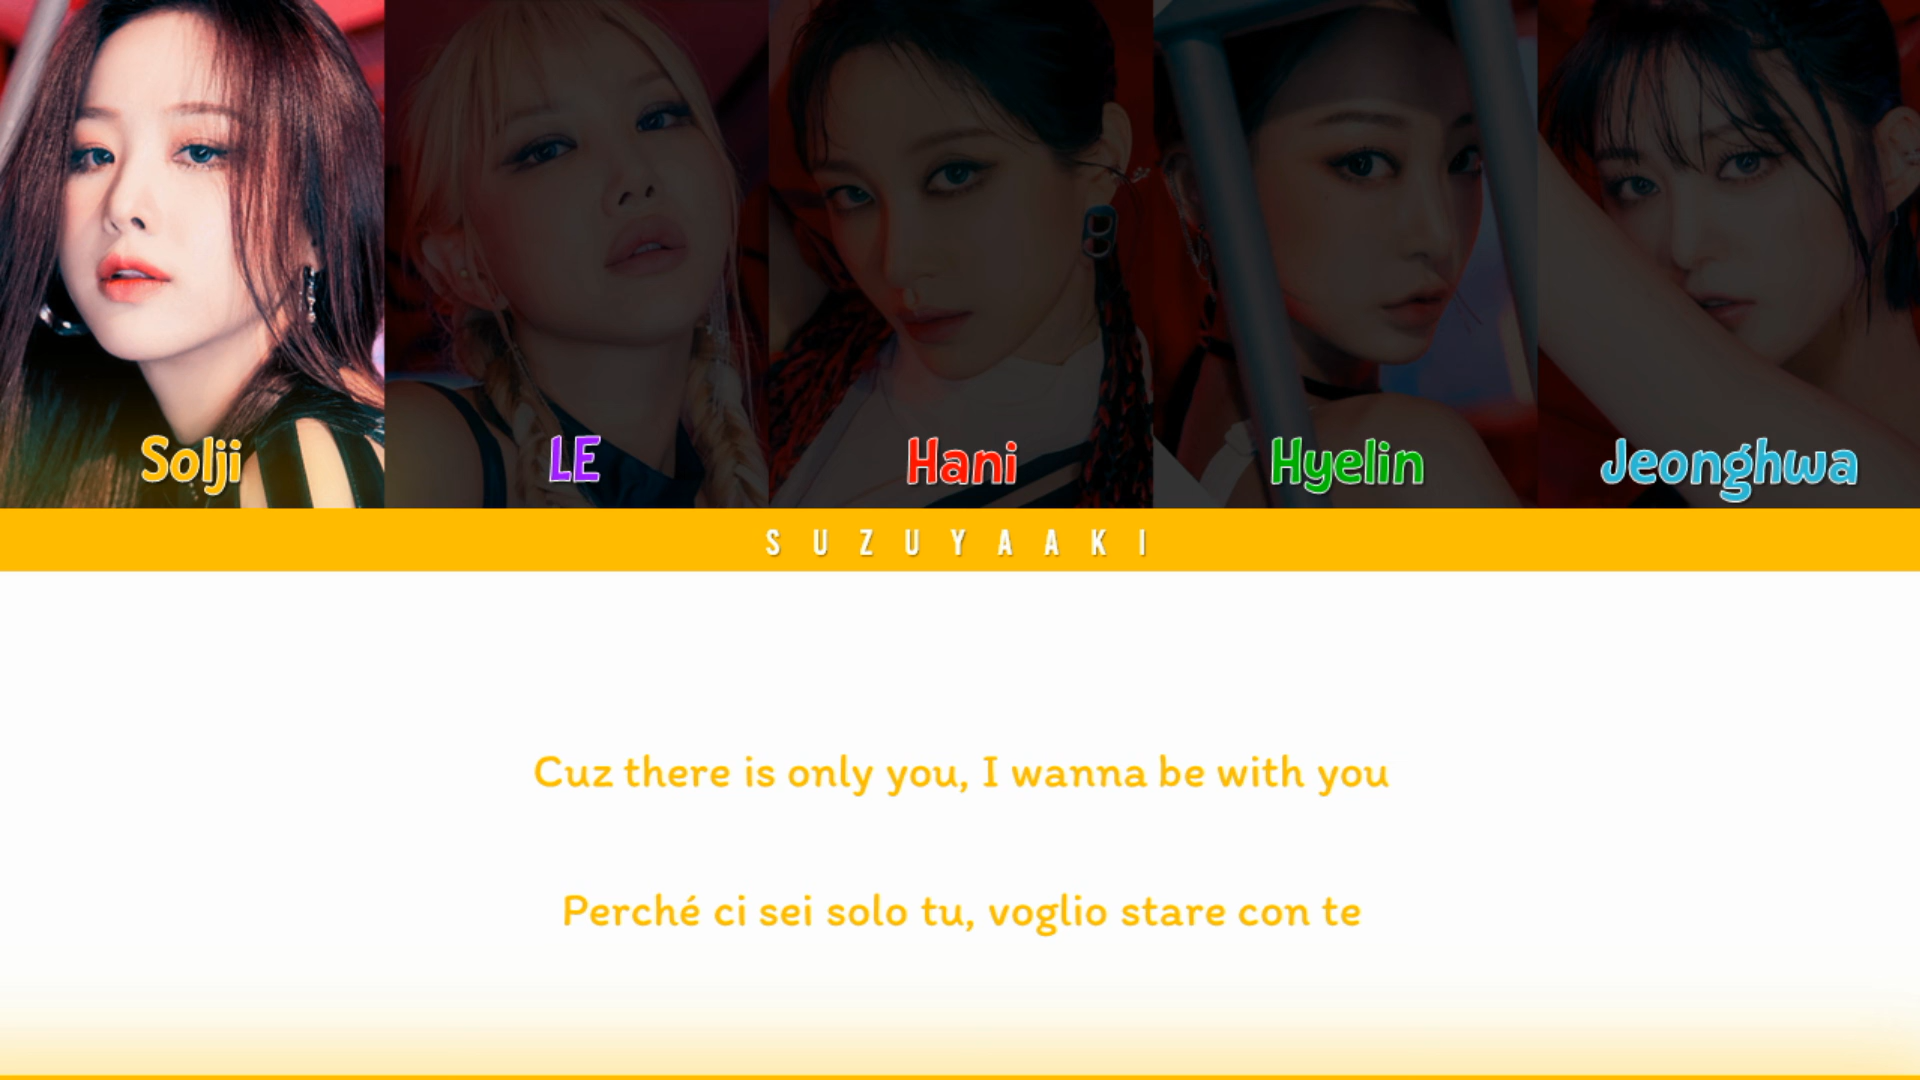 Solji
LE
Hani
Hyelin
Jeonghwa
SUZUYAAKI
Cuz there is only you, I wanna be with you
Perché ci sei solo tu, voglio stare con te